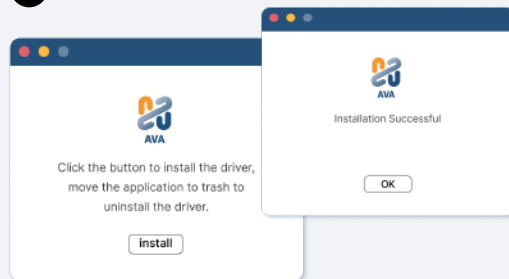 AVA
Click the button to install the driver,
move the application to trash to
uninstall the driver.
install
AVA
Installation Successful
OK